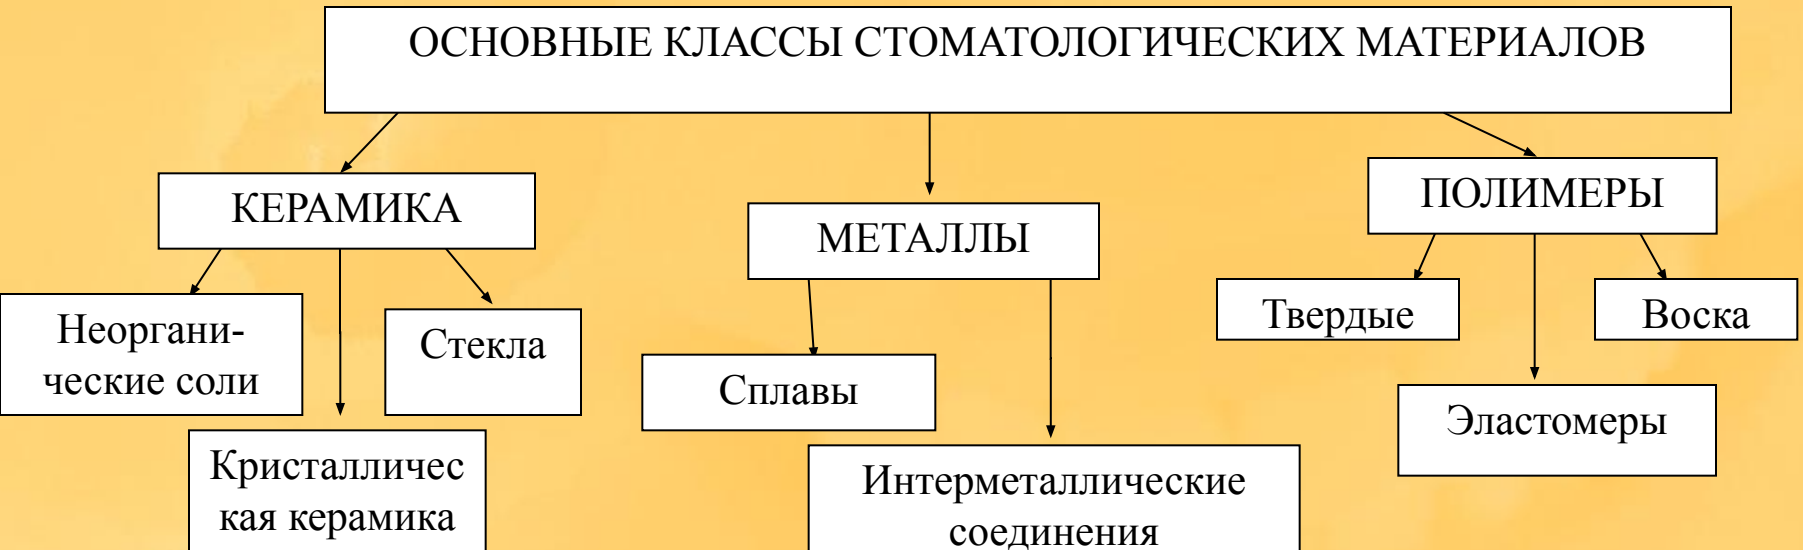 ОСНОВНЫЕ КЛАССЫ СТОМАТОЛОГИЧЕСКИХ МАТЕРИАЛОВ
КЕРАМИКА
МЕТАЛЛЫ
ПОЛИМЕРЫ
Неоргани-
ческие соли
Кристалличес
кая керамика
Стекла
Сплавы
Интерметаллические
соединения
Твердые
Эластомеры
Воска